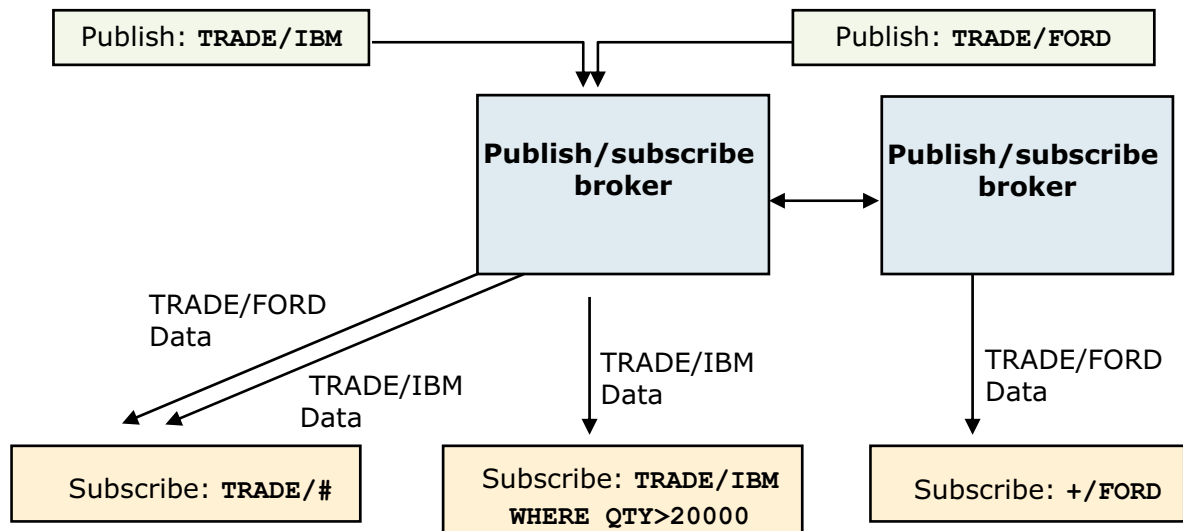 Publish: TRADE/IBM
Publish: TRADE/FORD
Publish/subscribe
broker
Publish/subscribe
broker
TRADE/FORD
Data
TRADE/IBM
Data
TRADE/IBM
Data
TRADE/FORD
Data
Subscribe: TRADE/#
Subscribe: TRADE/IBM
WHERE QTY>20000
Subscribe: +/FORD